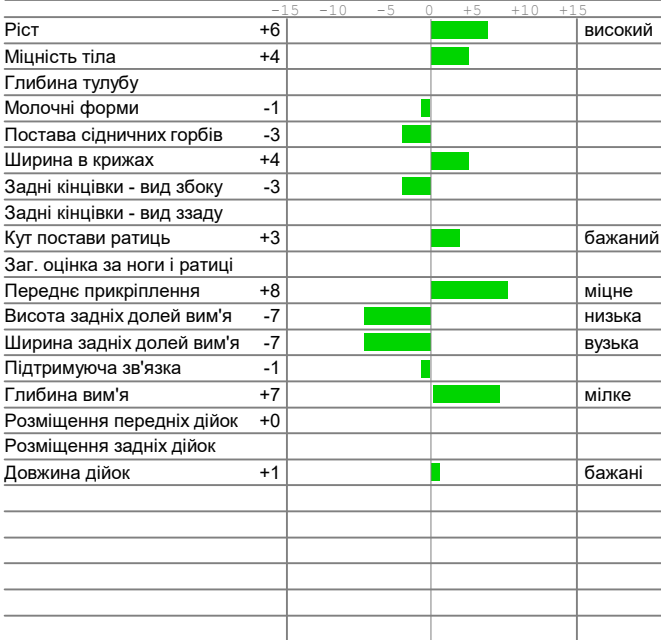 -15 -10 -5 0 +5 +10 +15
Ріст +6 високий
Міцність тіла +4
Глибина тулубу
Молочні форми -1
Постава сідничних горбів -3
Ширина в крижах +4
Задні кінцівки - вид збоку -3
Задні кінцівки - вид ззаду
Кут постави ратиць +3 бажаний
Заг. оцінка за ноги і ратиці
Переднє прикріплення +8 міцне
Висота задніх долей вим'я -7 низька
Ширина задніх долей вим'я -7 вузька
Підтримуюча зв'язка -1
Глибина вим'я +7 мілке
Розміщення передніх дійок +0
Розміщення задніх дійок
Довжина дійок +1 бажані